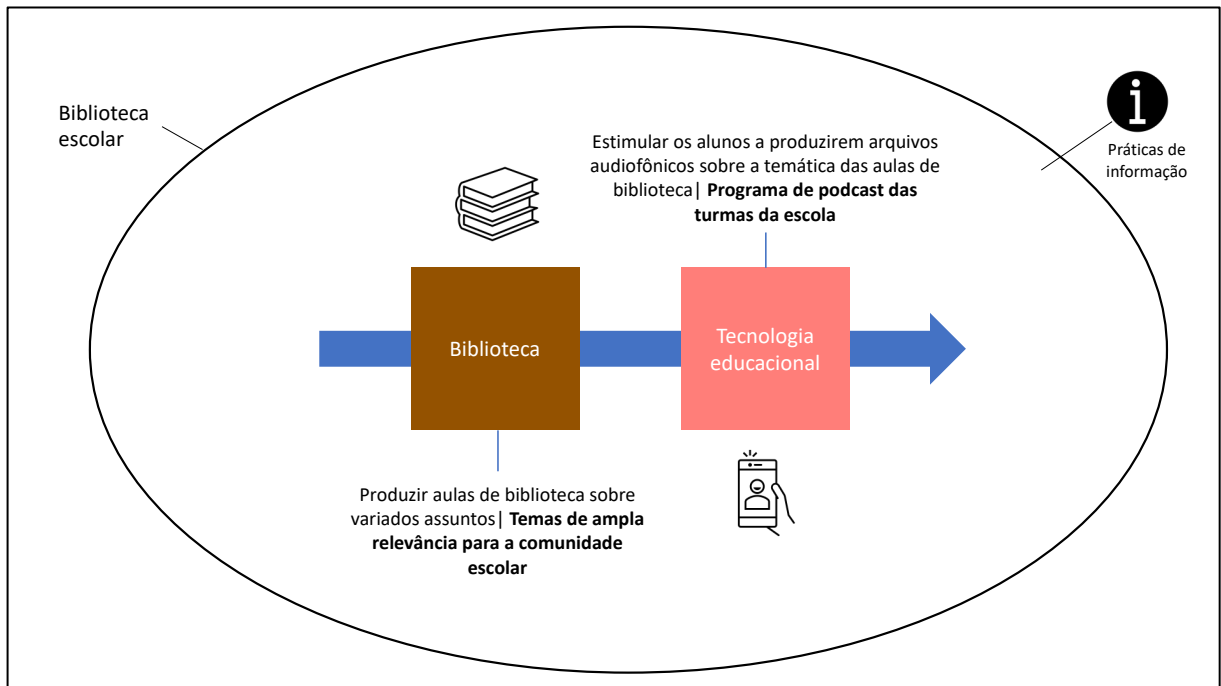 Biblioteca
escolar
Práticas de
informação
Estimular os alunos a produzirem arquivos
audiofônicos sobre a temática das aulas de
biblioteca| Programa de podcast das
turmas da escola
Biblioteca
Tecnologia
educacional
Produzir aulas de biblioteca sobre
variados assuntos| Temas de ampla
relevância para a comunidade
escolar